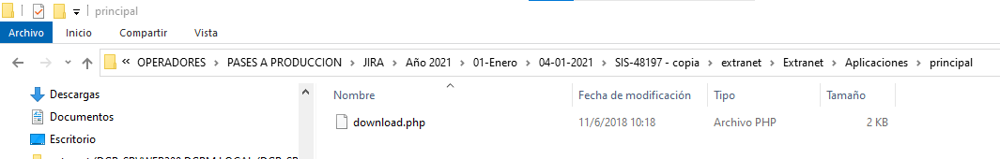 principal
Archivo Inicio Compartir Vista
« OPERADORES > PASES A PRODUCCION > JIRA > Año 2021 > 01-Enero > 04-01-2021 > SIS-48197 - copia > extranet > Extranet > Aplicaciones > principal
Descargas
Documentos
Escritorio
Nombre Fecha de modificación Tipo Tamaño
download.php 11/6/2018 10:18 Archivo PHP 2 KB